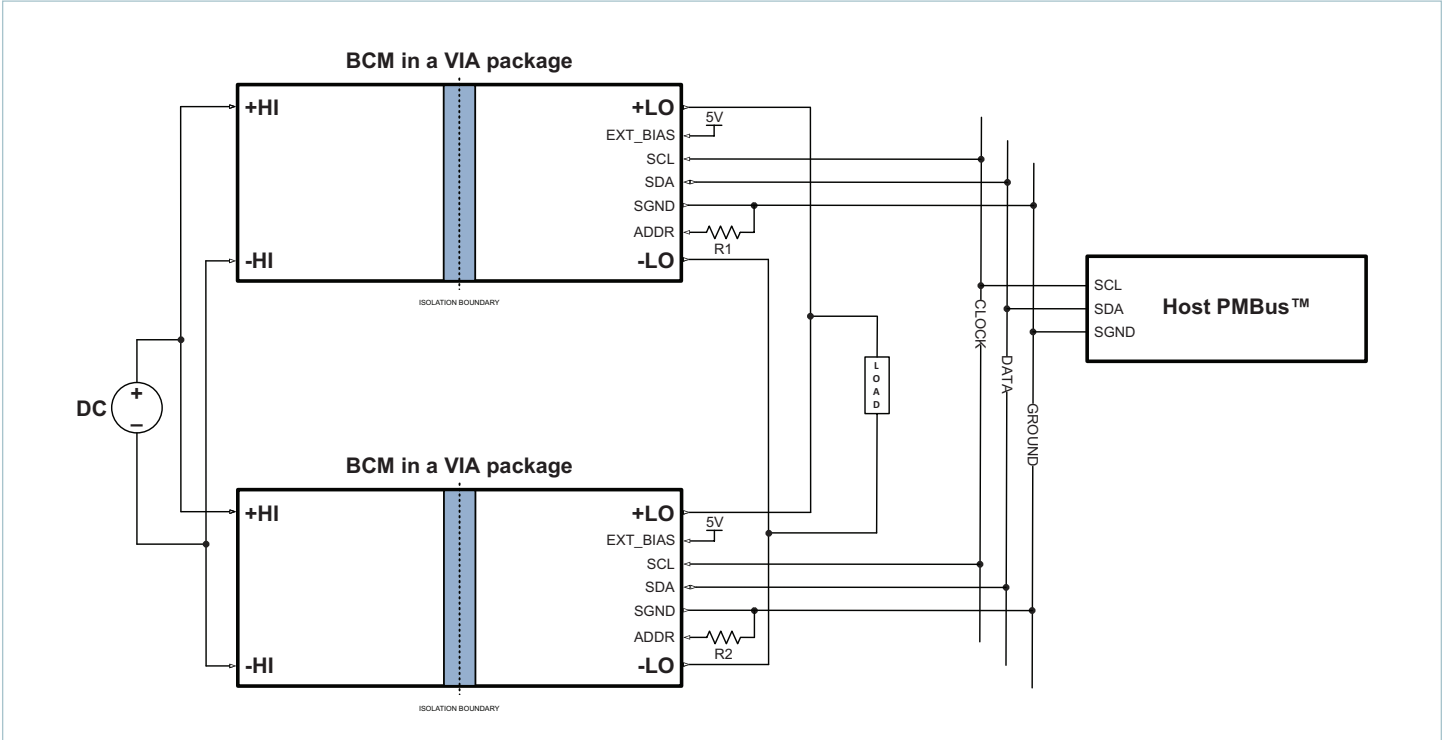 BCM in a VIA package
+HI
-HI
+LO
EXT_BIAS
SCL
SDA
SGND
ADDR
-LO
5V
R1
ISOLATION BOUNDARY
DC
+
–
LOAD
CLOCK
DATA
GROUND
SCL
SDA
SGND
Host PMBus™
BCM in a VIA package
+HI
-HI
+LO
EXT_BIAS
SCL
SDA
SGND
ADDR
-LO
5V
R2
ISOLATION BOUNDARY